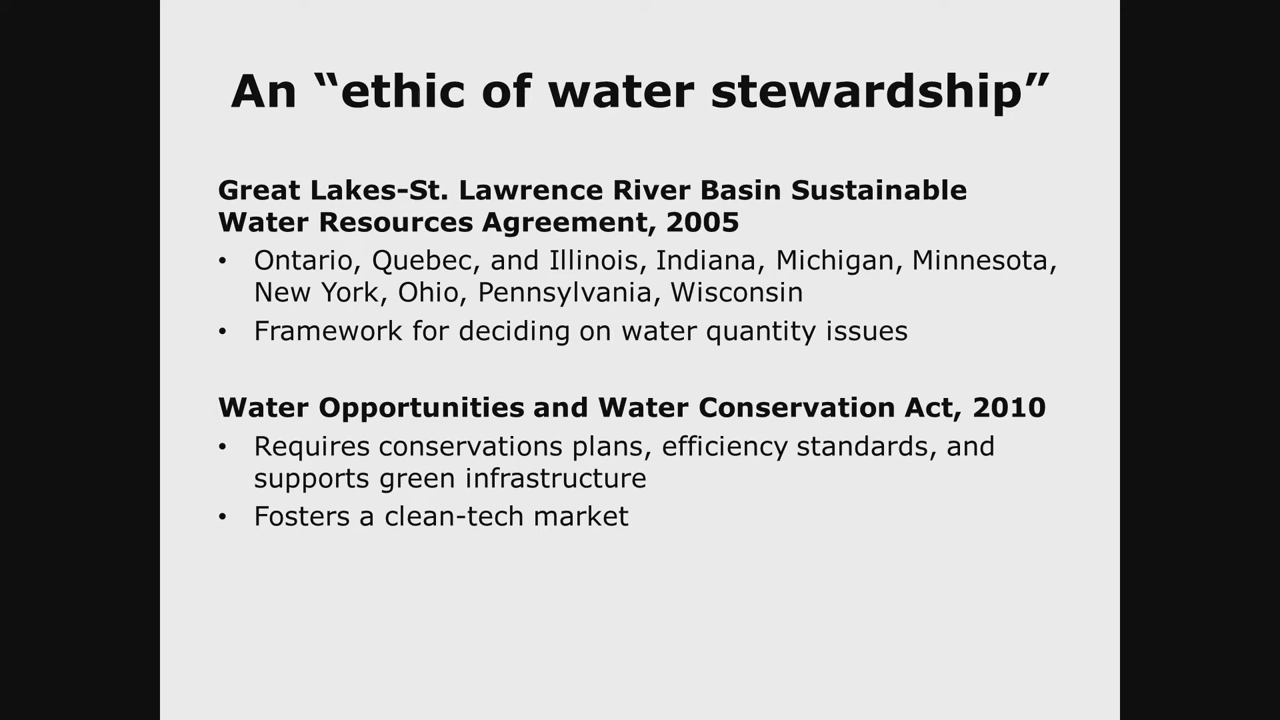 An “ethic of water stewardship”
Great Lakes-St. Lawrence River Basin Sustainable
Water Resources Agreement, 2005
• Ontario, Quebec, and Illinois, Indiana, Michigan, Minnesota,
New York, Ohio, Pennsylvania, Wisconsin
• Framework for deciding on water quantity issues
Water Opportunities and Water Conservation Act, 2010
• Requires conservations plans, efficiency standards, and
supports green infrastructure
• Fosters a clean-tech market